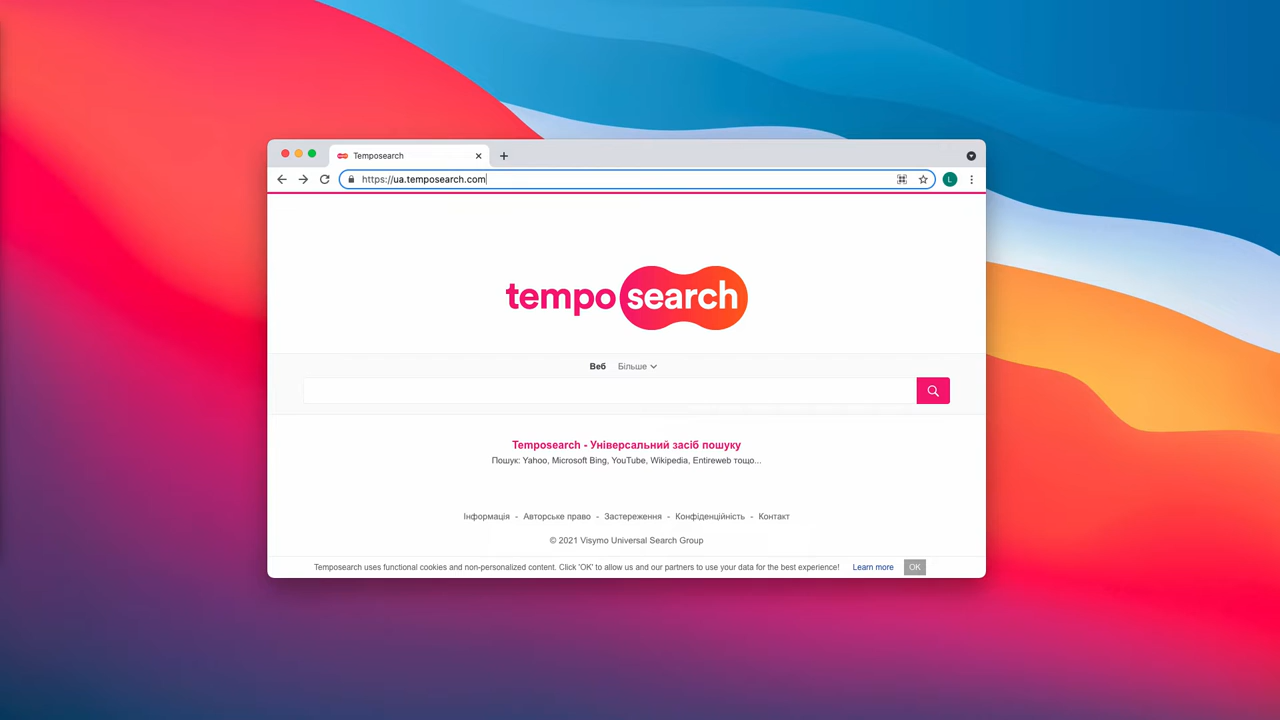 Temposearch
https://ua.temposearch.com
L
tempo search
Веб Більше
Temposearch - Універсальний засіб пошуку
Пошук: Yahoo, Microsoft Bing, YouTube, Wikipedia, Entireweb тощо...
Інформація - Авторське право - Застереження - Конфіденційність - Контакт
© 2021 Visymo Universal Search Group
Temposearch uses functional cookies and non-personalized content. Click 'OK' to allow us and our partners to use your data for the best experience! Learn more OK